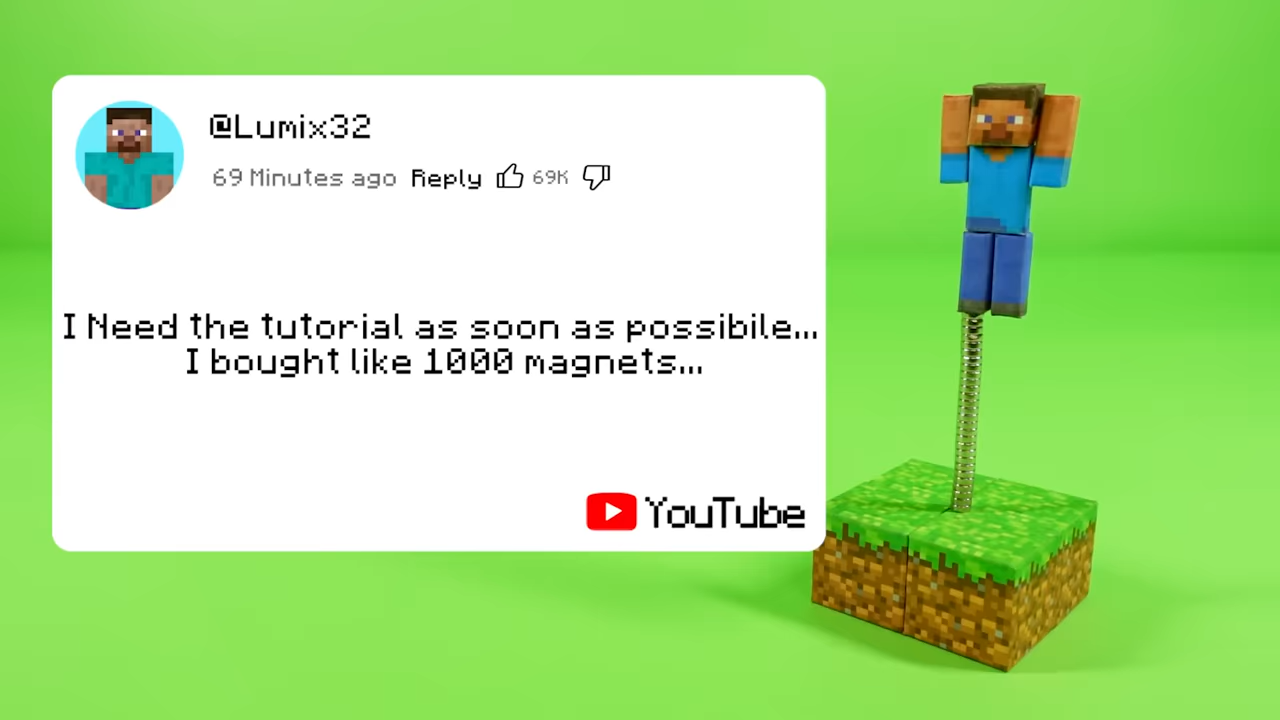 @Lumix32
69 Minutes ago Reply 69K
I Need the tutorial as soon as possibile...
I bought like 1000 magnets...
YouTube